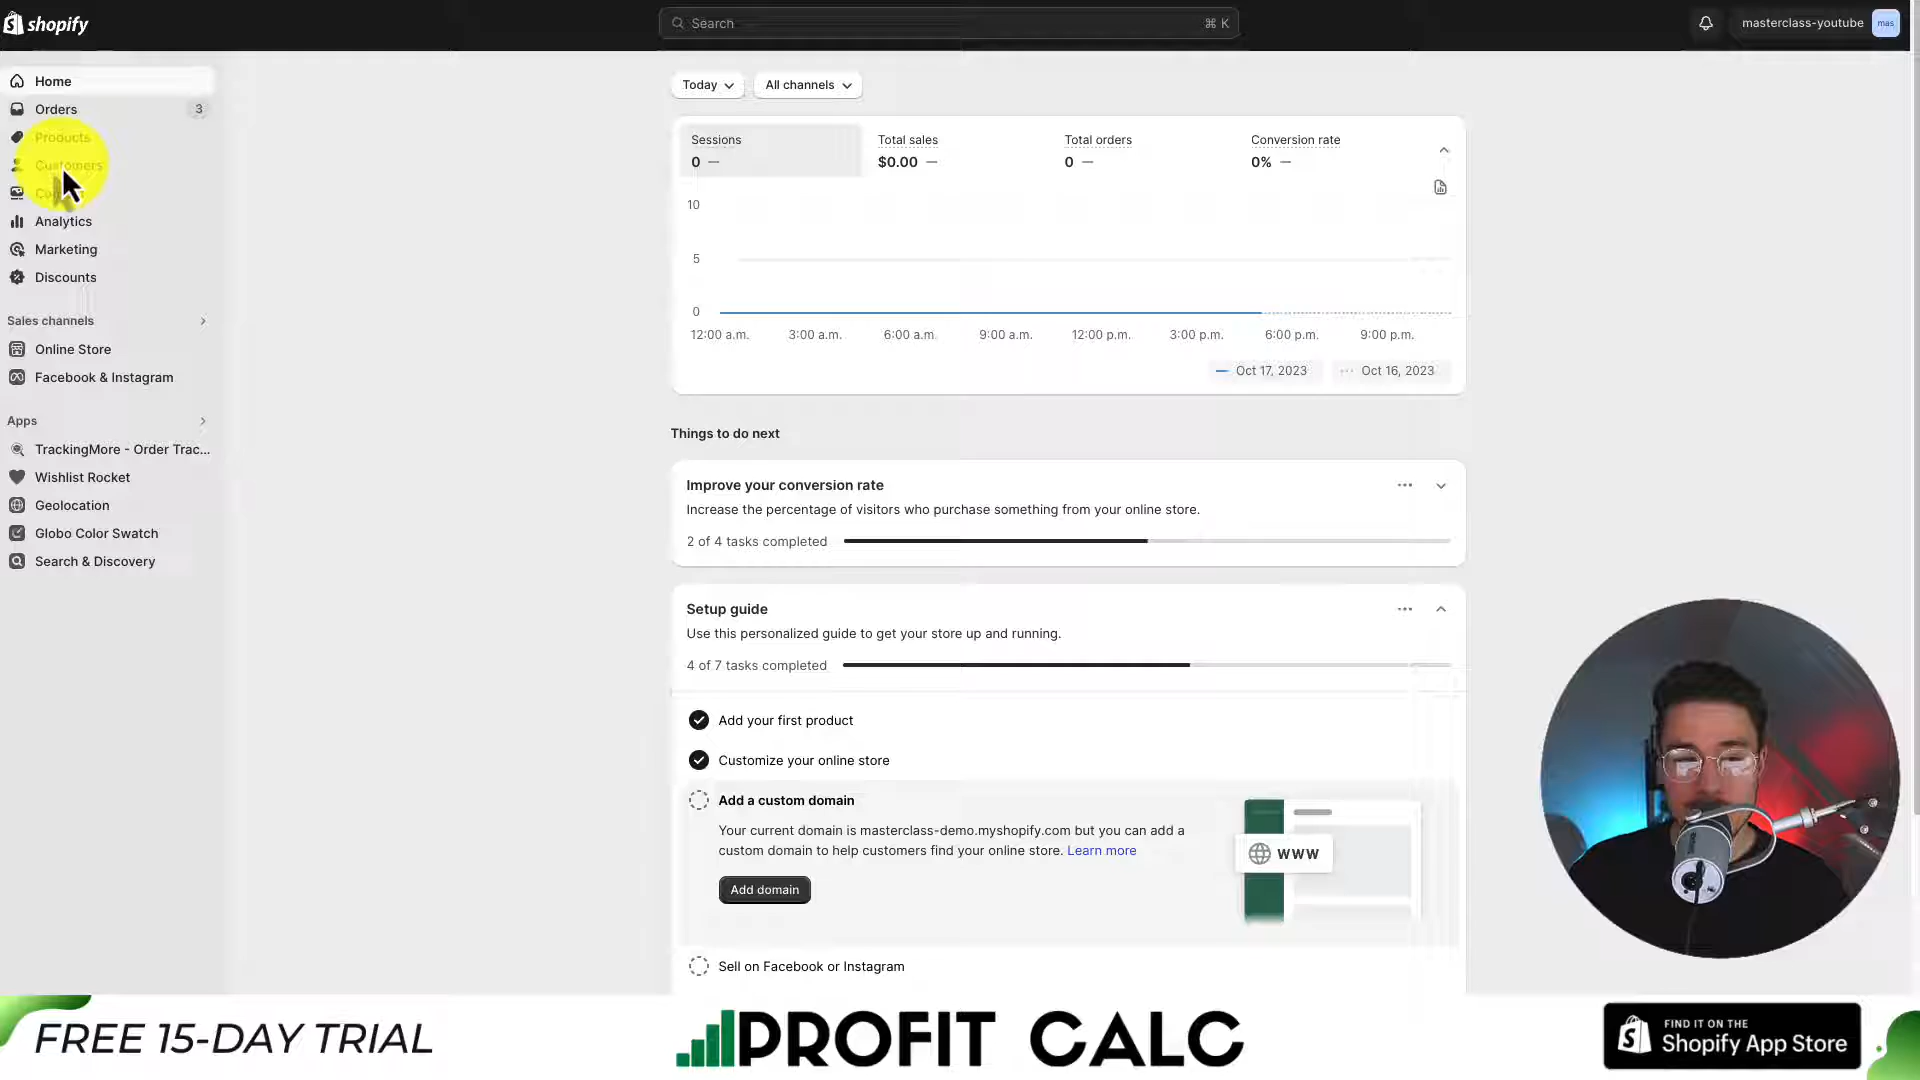 shopify
Search
⌘ K
masterclass-youtube
mas
Home
Orders
3
Products
Customers
Analytics
Marketing
Discounts
Sales channels
Online Store
Facebook & Instagram
Apps
TrackingMore - Order Trac...
Wishlist Rocket
Geolocation
Globo Color Swatch
Search & Discovery
Today
All channels
Sessions
0 —
Total sales
$0.00 —
Total orders
0 —
Conversion rate
0% —
10
5
0
12:00 a.m.
3:00 a.m.
6:00 a.m.
9:00 a.m.
12:00 p.m.
3:00 p.m.
6:00 p.m.
9:00 p.m.
Oct 17, 2023
Oct 16, 2023
Things to do next
Improve your conversion rate
Increase the percentage of visitors who purchase something from your online store.
2 of 4 tasks completed
Setup guide
Use this personalized guide to get your store up and running.
4 of 7 tasks completed
Add your first product
Customize your online store
Add a custom domain
Your current domain is masterclass-demo.myshopify.com but you can add a
custom domain to help customers find your online store. Learn more
WWW
Add domain
Sell on Facebook or Instagram
FREE 15-DAY TRIAL
PROFIT CALC
FIND IT ON THE
Shopify App Store